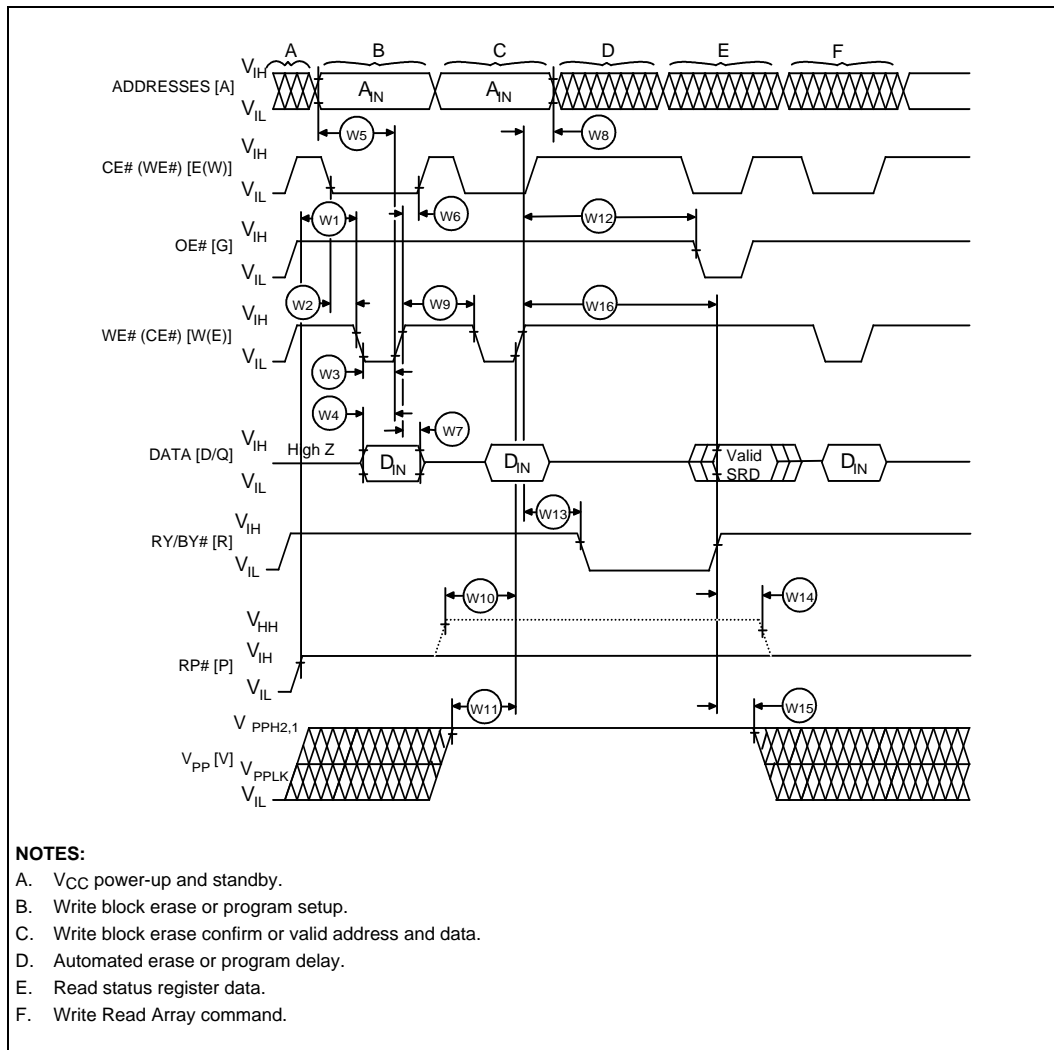 A B C D E F
VIH
ADDRESSES [A] AIN AIN
VIL
W5 W8
VIH
CE# (WE#) [E(W)]
VIL
W1 W6 W12
VIH
OE# [G]
VIL
W2 W9 W16
VIH
WE# (CE#) [W(E)]
VIL
W3
W4 W7
VIH High Z
DATA [D/Q] DIN DIN Valid SRD DIN
VIL
W13
VIH
RY/BY# [R]
VIL
W10 W14
VHH
VIH
RP# [P]
VIL
W11 W15
V PPH2,1
VPP [V] VPPLK
VIL
NOTES:
A. VCC power-up and standby.
B. Write block erase or program setup.
C. Write block erase confirm or valid address and data.
D. Automated erase or program delay.
E. Read status register data.
F. Write Read Array command.